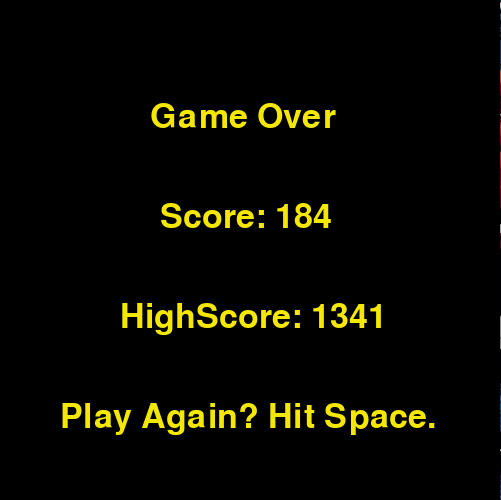 Game Over
Score: 184
HighScore: 1341
Play Again? Hit Space.